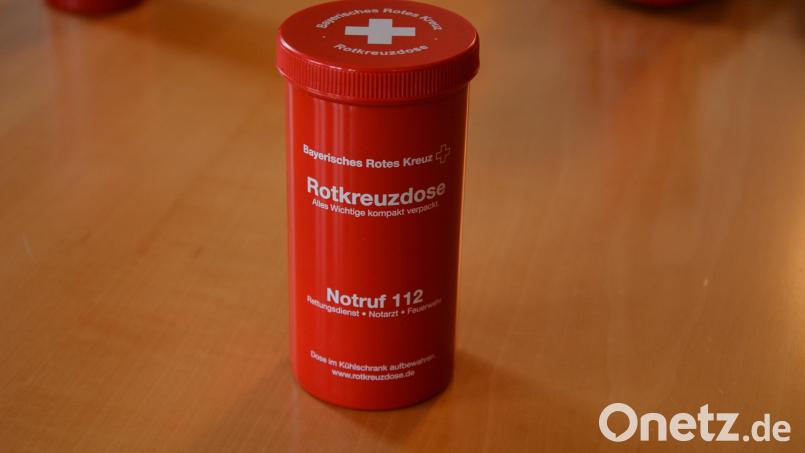 Bayerisches Rotes Kreuz
Rotkreuzdose
Bayerisches Rotes Kreuz
Rotkreuzdose
Alles Wichtige kompakt verpackt.
Notruf 112
Rettungsdienst • Notarzt • Feuerwehr
Dose im Kühlschrank aufbewahren.
www.rotkreuzdose.de
Onetz.de